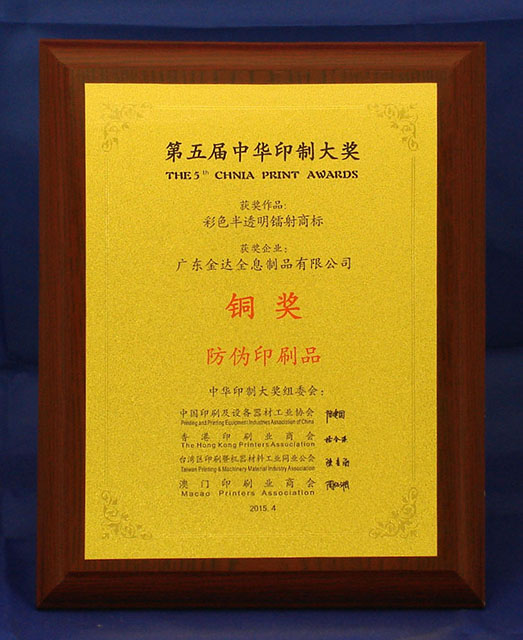 第五届中华印制大奖
THE 5th CHNIA PRINT AWARDS
获奖作品:
彩色半透明镭射商标
获奖企业:
广东金达全息制品有限公司
铜奖
防伪印刷品
中华印制大奖组委会:
中国印刷及设备器材工业协会
Printing and Printing Equipment Industries Association of China
香港印刷业商会
The Hong Kong Printers Association
台湾区印刷暨机器材料工业同业公会
Taiwan Printing & Machinery Material Industry Association
澳门印刷业商会
Macao Printers Association
2015.4